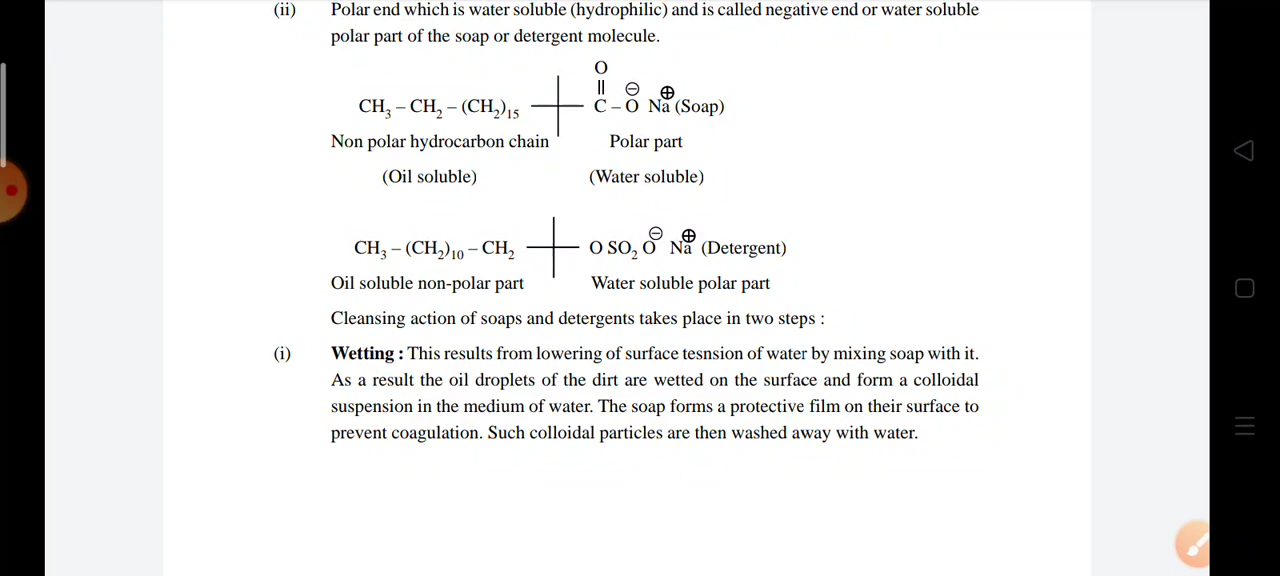 (ii) Polar end which is water soluble (hydrophilic) and is called negative end or water soluble
polar part of the soap or detergent molecule.
O
||
CH₃ – CH₂ – (CH₂)₁₅ C – O⊖ Na⊕ (Soap)
Non polar hydrocarbon chain Polar part
(Oil soluble) (Water soluble)
CH₃ – (CH₂)₁₀ – CH₂ O SO₂ O⊖ Na⊕ (Detergent)
Oil soluble non-polar part Water soluble polar part
Cleansing action of soaps and detergents takes place in two steps :
(i) Wetting : This results from lowering of surface tesnsion of water by mixing soap with it.
As a result the oil droplets of the dirt are wetted on the surface and form a colloidal
suspension in the medium of water. The soap forms a protective film on their surface to
prevent coagulation. Such colloidal particles are then washed away with water.